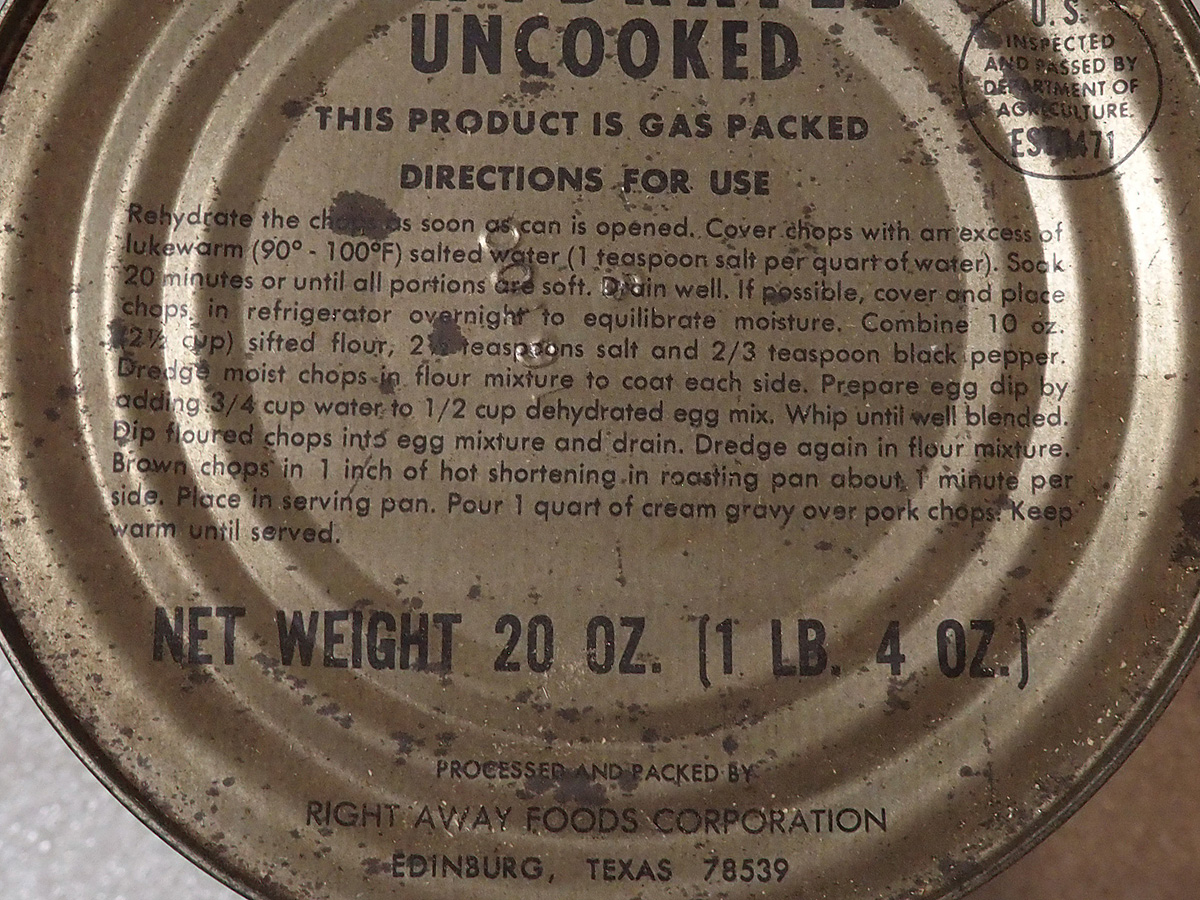 UNCOOKED
U. S.
INSPECTED
AND PASSED BY
DEPARTMENT OF
AGRICULTURE.
THIS PRODUCT IS GAS PACKED
DIRECTIONS FOR USE
Rehydrate the chops as soon as can is opened. Cover chops with an excess of
lukewarm (90° - 100°F) salted water (1 teaspoon salt per quart of water). Soak
20 minutes or until all portions are soft. Drain well. If possible, cover and place
chops in refrigerator overnight to equilibrate moisture. Combine 10 oz.
(2½ cup) sifted flour, 2½ teaspoons salt and 2/3 teaspoon black pepper.
Dredge moist chops in flour mixture to coat each side. Prepare egg dip by
adding 3/4 cup water to 1/2 cup dehydrated egg mix. Whip until well blended.
Dip floured chops into egg mixture and drain. Dredge again in flour mixture.
Brown chops in 1 inch of hot shortening in roasting pan about 1 minute per
side. Place in serving pan. Pour 1 quart of cream gravy over pork chops. Keep
warm until served.
NET WEIGHT 20 OZ. (1 LB. 4 OZ.)
PROCESSED AND PACKED BY
RIGHT AWAY FOODS CORPORATION
EDINBURG, TEXAS 78539